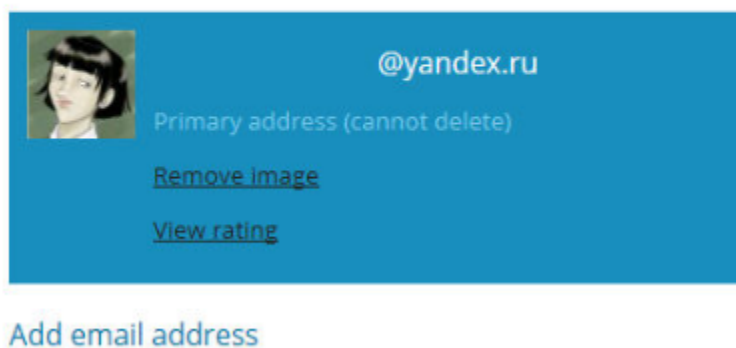 @yandex.ru
Primary address (cannot delete)
Remove image
View rating
Add email address